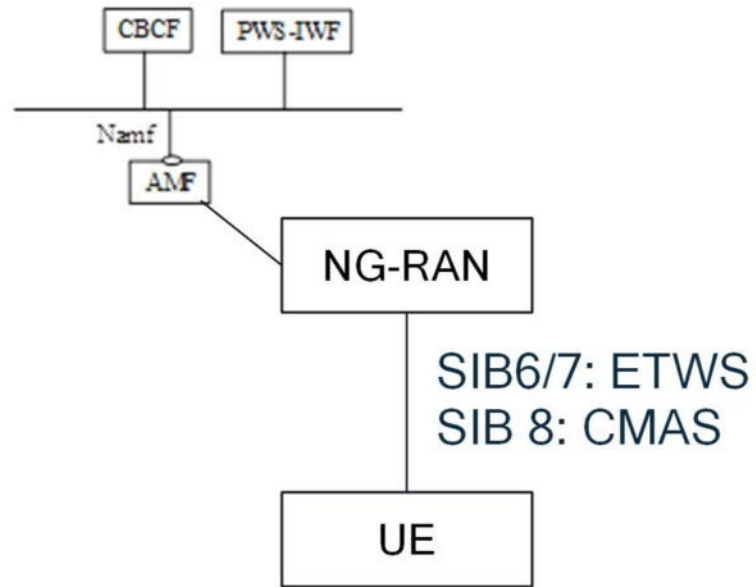 CBCF
PWS-IWF
Namf
AMF
NG-RAN
SIB6/7: ETWS
SIB 8: CMAS
UE